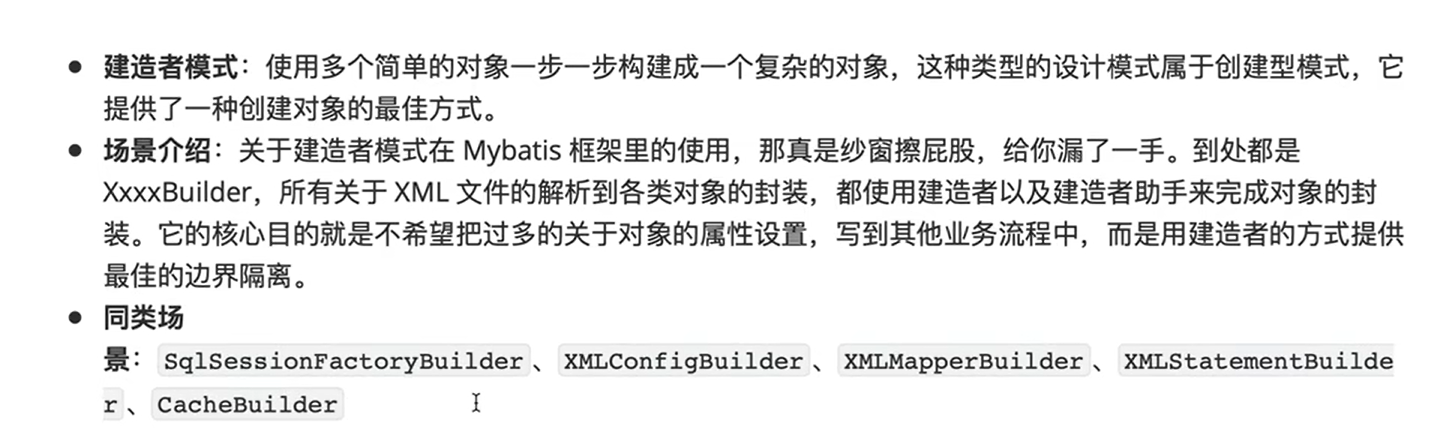 建造者模式：使用多个简单的对象一步一步构建成一个复杂的对象，这种类型的设计模式属于创建型模式，它
提供了一种创建对象的最佳方式。
场景介绍：关于建造者模式在 Mybatis 框架里的使用，那真是纱窗擦屁股，给你漏了一手。到处都是
XxxxBuilder，所有关于 XML 文件的解析到各类对象的封装，都使用建造者以及建造者助手来完成对象的封
装。它的核心目的就是不希望把过多的关于对象的属性设置，写到其他业务流程中，而是用建造者的方式提供
最佳的边界隔离。
同类场
景：SqlSessionFactoryBuilder、XMLConfigBuilder、XMLMapperBuilder、XMLStatementBuilde
r、CacheBuilder